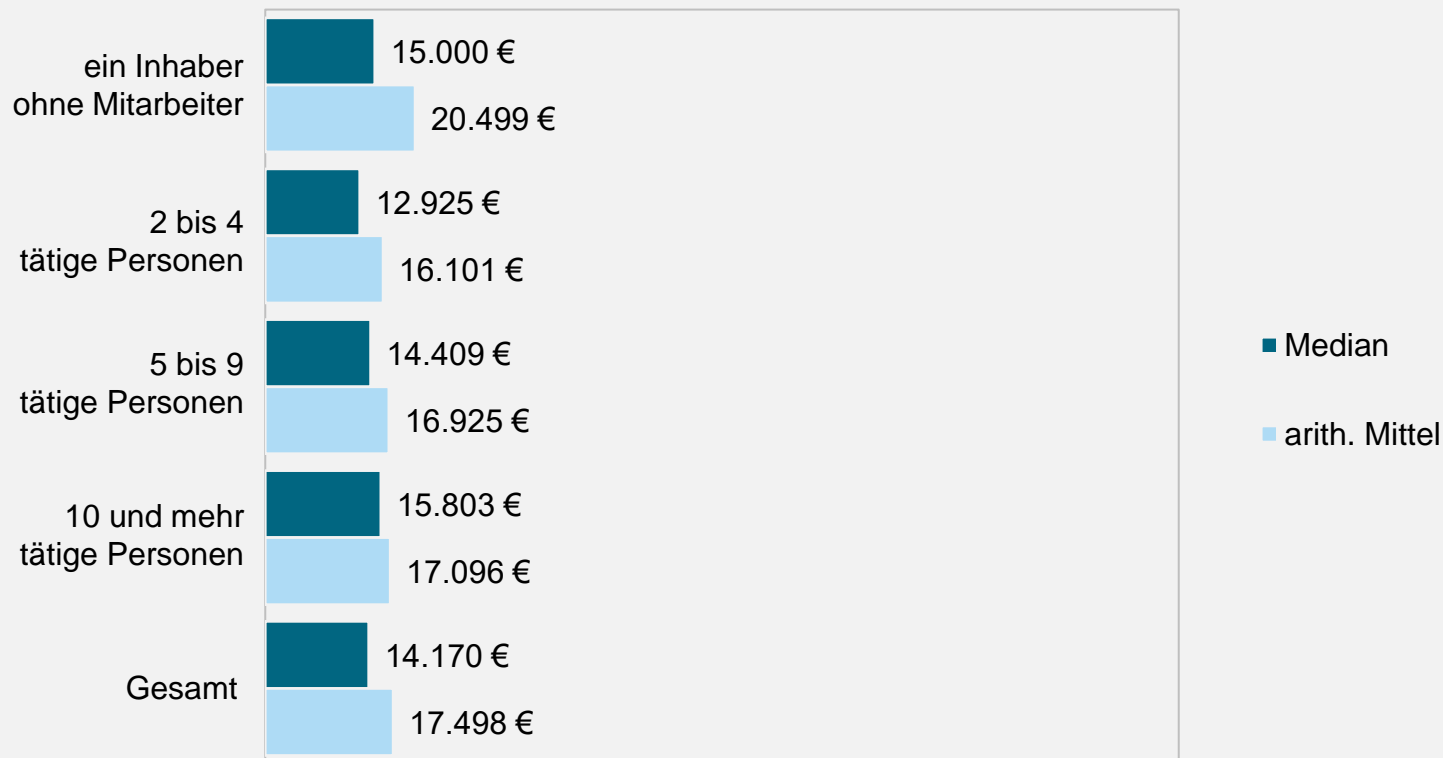 ein Inhaber
ohne Mitarbeiter
15.000 €
20.499 €
2 bis 4
tätige Personen
12.925 €
16.101 €
5 bis 9
tätige Personen
14.409 €
16.925 €
10 und mehr
tätige Personen
15.803 €
17.096 €
Gesamt
14.170 €
17.498 €
Median
arith. Mittel